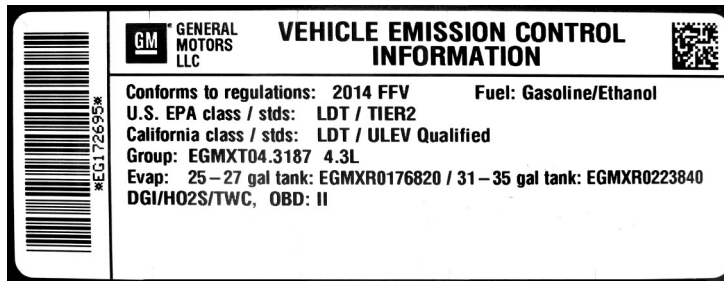 *EG172695*
GM
GENERAL
MOTORS
LLC
VEHICLE EMISSION CONTROL
INFORMATION
Conforms to regulations: 2014 FFV Fuel: Gasoline/Ethanol
U.S. EPA class / stds: LDT / TIER2
California class / stds: LDT / ULEV Qualified
Group: EGMXT04.3187 4.3L
Evap: 25–27 gal tank: EGMXR0176820 / 31–35 gal tank: EGMXR0223840
DGI/HO2S/TWC, OBD: II